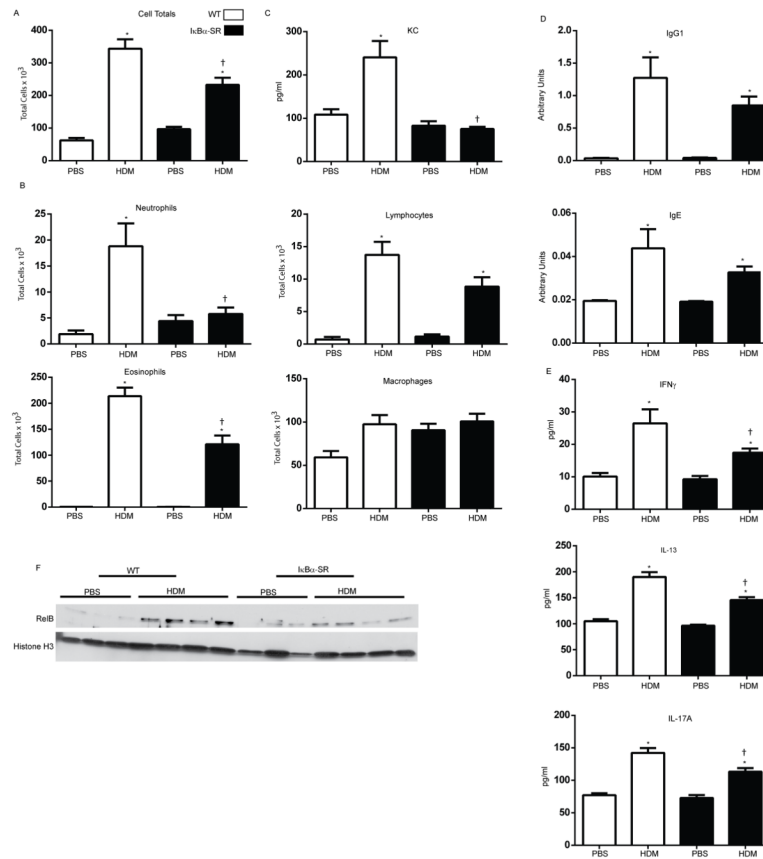 A
Cell Totals
WT
IκBα-SR
Total Cells x 10³
400
300
200
100
0
*
*
†
PBS
HDM
PBS
HDM
C
KC
pg/ml
300
200
100
0
*
†
PBS
HDM
PBS
HDM
D
IgG1
Arbitrary Units
2.0
1.5
1.0
0.5
0.0
*
*
PBS
HDM
PBS
HDM
B
Neutrophils
Total Cells x 10³
25
20
15
10
5
0
*
†
PBS
HDM
PBS
HDM
Lymphocytes
Total Cells x 10³
20
15
10
5
0
*
*
PBS
HDM
PBS
HDM
IgE
Arbitrary Units
0.06
0.04
0.02
0.00
*
*
PBS
HDM
PBS
HDM
Eosinophils
Total Cells x 10³
250
200
150
100
50
0
*
†
*
PBS
HDM
PBS
HDM
Macrophages
Total Cells x 10³
150
100
50
0
PBS
HDM
PBS
HDM
E
IFNγ
pg/ml
40
30
20
10
0
*
†
*
PBS
HDM
PBS
HDM
IL-13
pg/ml
250
200
150
100
50
0
*
†
*
PBS
HDM
PBS
HDM
IL-17A
pg/ml
200
150
100
50
0
*
†
*
PBS
HDM
PBS
HDM
F
WT
IκBα-SR
PBS
HDM
PBS
HDM
RelB
Histone H3